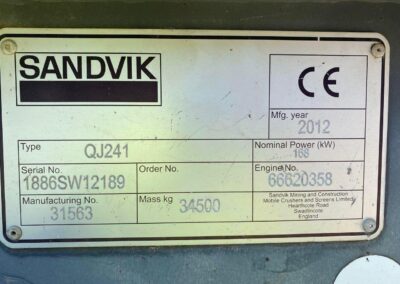 SANDVIK
CE
Mfg. year
2012
Type QJ241
Nominal Power (kW)
168
Serial No.
1886SW12189
Order No.
Engine No.
66620358
Manufacturing No.
31563
Mass kg 34500
Sandvik Mining and Construction
Mobile Crushers and Screens Limited
Hearthcote Road
Swadlincote
England